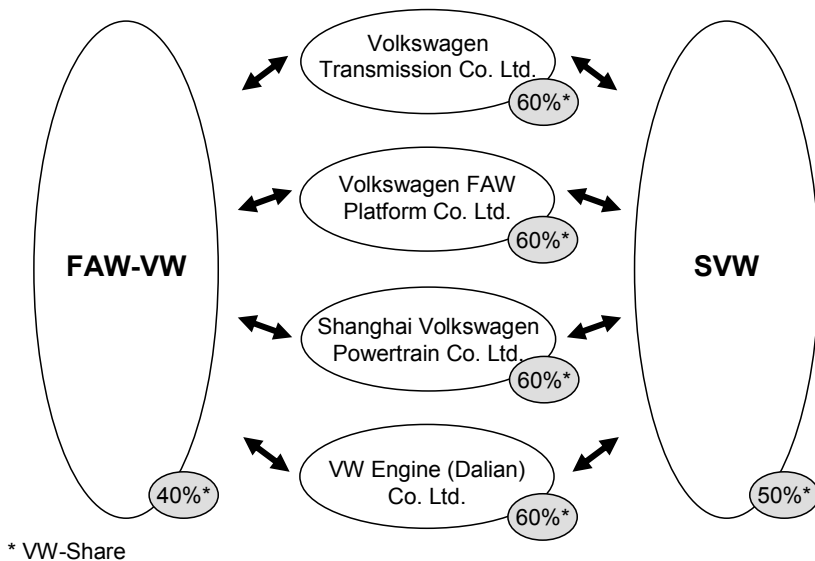 Volkswagen
Transmission Co. Ltd.
60%*
Volkswagen FAW
Platform Co. Ltd.
60%*
FAW-VW
SVW
Shanghai Volkswagen
Powertrain Co. Ltd.
60%*
VW Engine (Dalian)
Co. Ltd.
60%*
40%*
50%*
* VW-Share